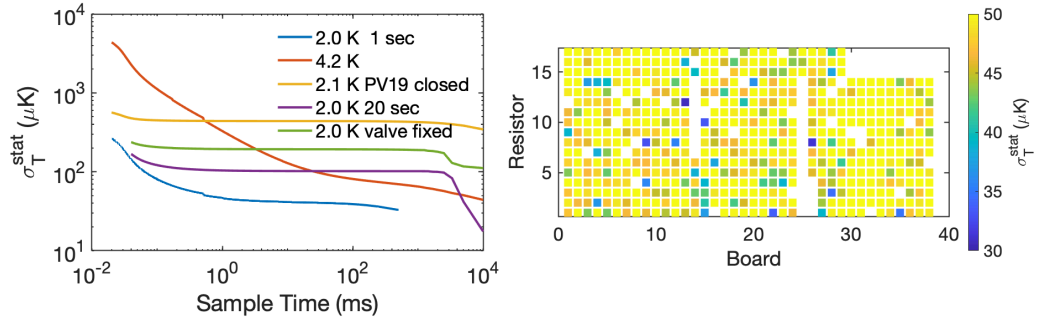 10^4
10^3
10^2
10^1
σ_T^stat (μK)
2.0 K 1 sec
4.2 K
2.1 K PV19 closed
2.0 K 20 sec
2.0 K valve fixed
10^-2
10^0
10^2
10^4
Sample Time (ms)
15
10
5
Resistor
0
10
20
30
40
Board
50
45
40
35
30
σ_T^stat (μK)